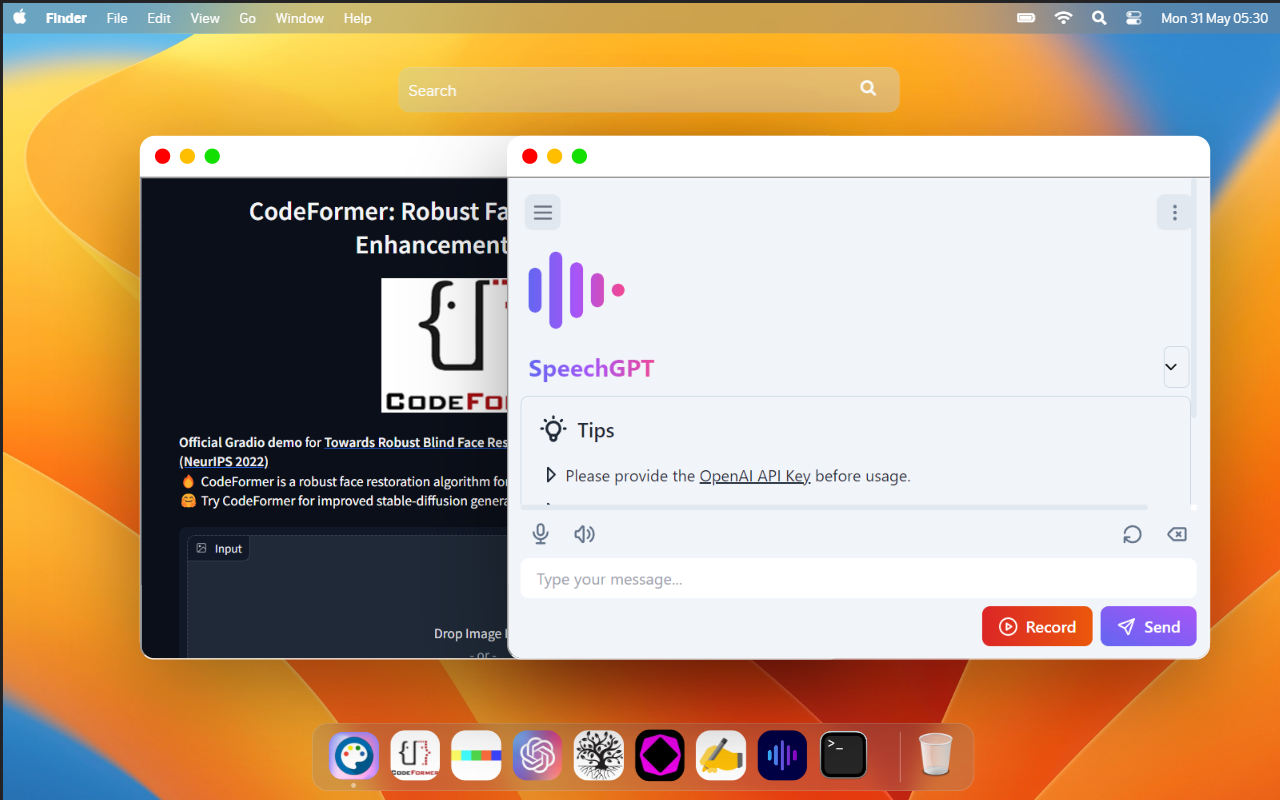 Finder File Edit View Go Window Help Mon 31 May 05:30
Search
CodeFormer: Robust Fa
Enhancement
CODEFO
Official Gradio demo for Towards Robust Blind Face Res
(NeurIPS 2022)
🔥 CodeFormer is a robust face restoration algorithm fo
🤗 Try CodeFormer for improved stable-diffusion genera
Input
Drop Image
- or -
SpeechGPT
Tips
Please provide the OpenAI API Key before usage.
Type your message...
Record Send
CODEFORMER
>_